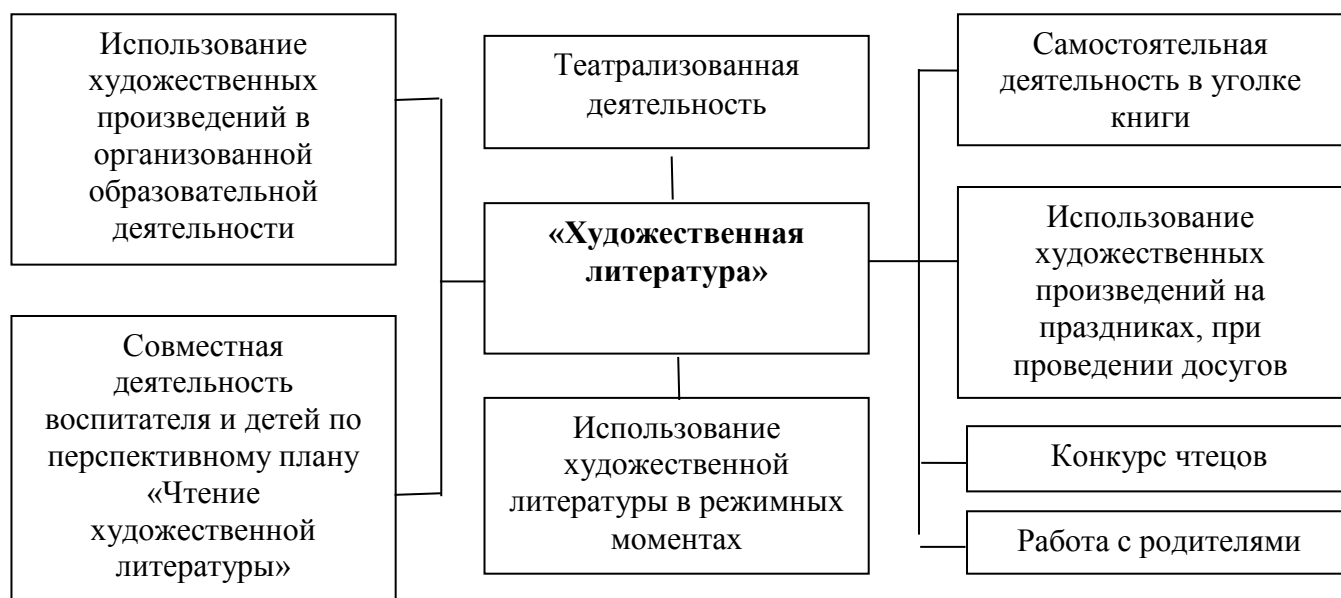 Использование
художественных
произведений в
организованной
образовательной
деятельности
Совместная
деятельность
воспитателя и детей по
перспективному плану
«Чтение
художественной
литературы»
Театрализованная
деятельность
«Художественная
литература»
Использование
художественной
литературы в режимных
моментах
Самостоятельная
деятельность в уголке
книги
Использование
художественных
произведений на
праздниках, при
проведении досугов
Конкурс чтецов
Работа с родителями